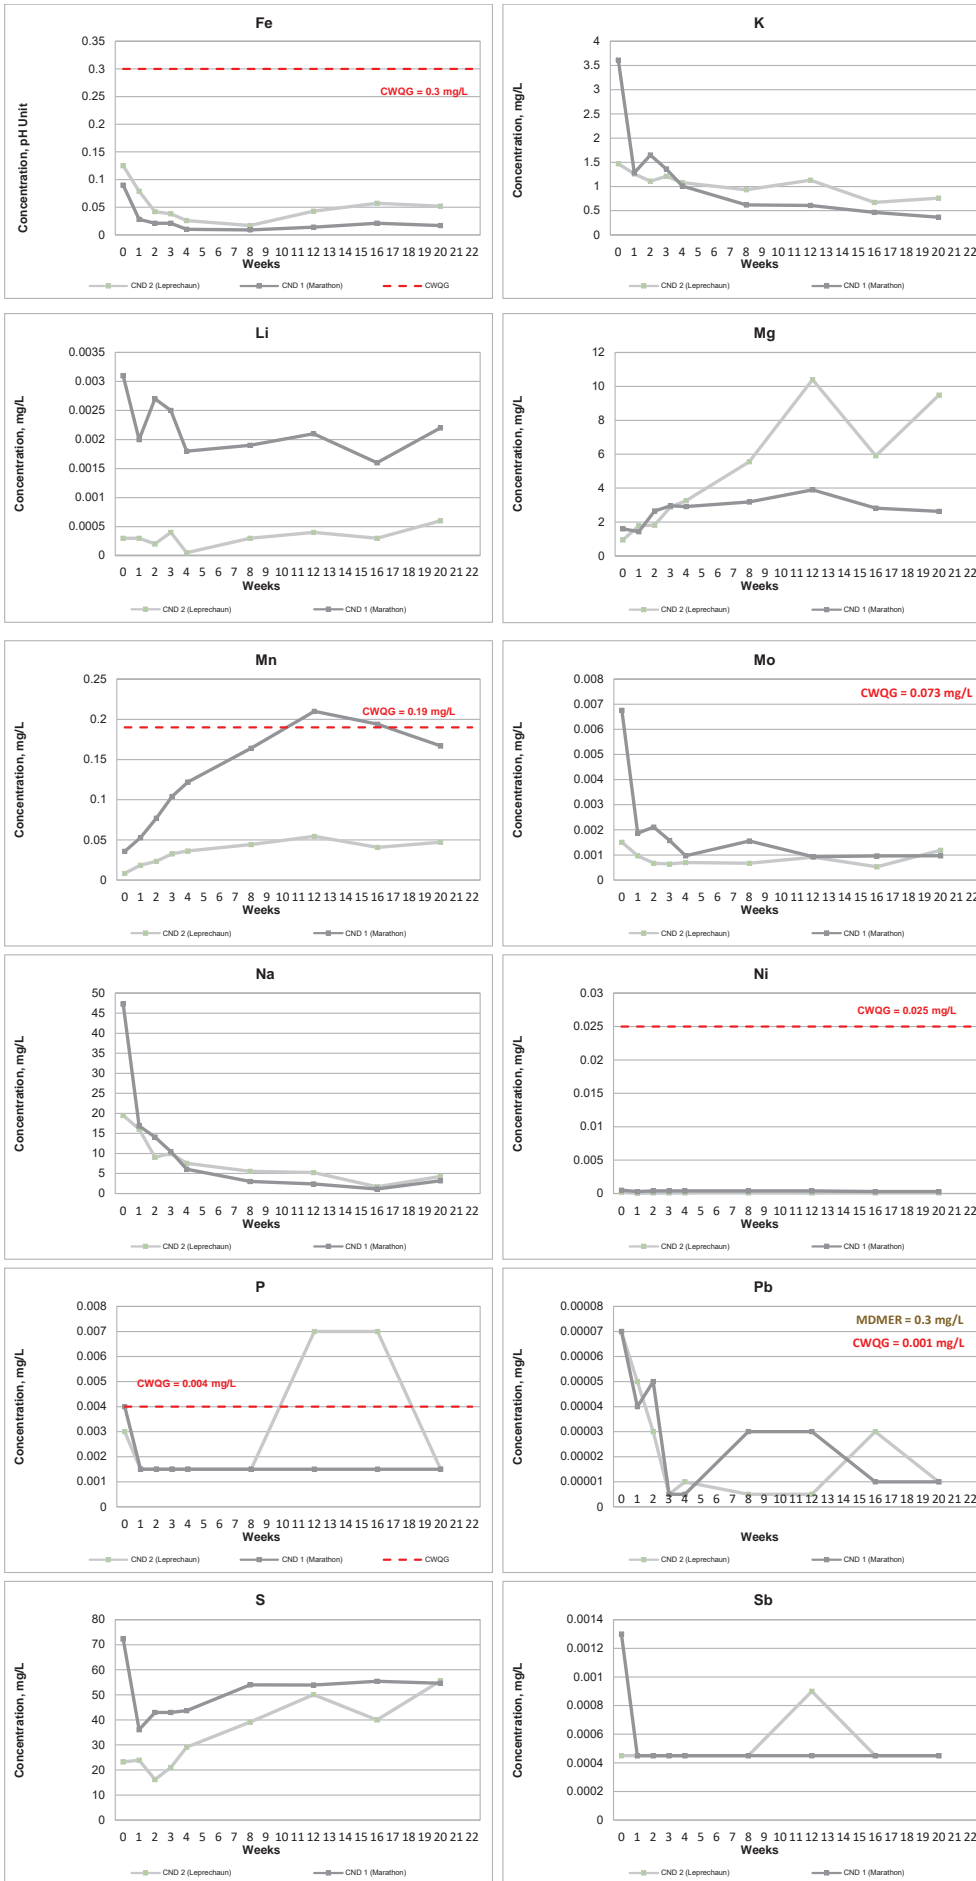 Fe
0.35
0.3
0.25
0.2
0.15
0.1
0.05
0
Concentration, pH Unit
CWQG = 0.3 mg/L
0 1 2 3 4 5 6 7 8 9 10 11 12 13 14 15 16 17 18 19 20 21 22
Weeks
CND 2 (Leprechaun) CND 1 (Marathon) CWQG
K
4
3.5
3
2.5
2
1.5
1
0.5
0
Concentration, mg/L
0 1 2 3 4 5 6 7 8 9 10 11 12 13 14 15 16 17 18 19 20 21 22
Weeks
CND 2 (Leprechaun) CND 1 (Marathon)
Li
0.0035
0.003
0.0025
0.002
0.0015
0.001
0.0005
0
Concentration, mg/L
0 1 2 3 4 5 6 7 8 9 10 11 12 13 14 15 16 17 18 19 20 21 22
Weeks
CND 2 (Leprechaun) CND 1 (Marathon)
Mg
12
10
8
6
4
2
0
Concentration, mg/L
0 1 2 3 4 5 6 7 8 9 10 11 12 13 14 15 16 17 18 19 20 21 22
Weeks
CND 2 (Leprechaun) CND 1 (Marathon)
Mn
0.25
0.2
0.15
0.1
0.05
0
Concentration, mg/L
CWQG = 0.19 mg/L
0 1 2 3 4 5 6 7 8 9 10 11 12 13 14 15 16 17 18 19 20 21 22
Weeks
CND 2 (Leprechaun) CND 1 (Marathon)
Mo
0.008
0.007
0.006
0.005
0.004
0.003
0.002
0.001
0
Concentration, mg/L
CWQG = 0.073 mg/L
0 1 2 3 4 5 6 7 8 9 10 11 12 13 14 15 16 17 18 19 20 21 22
Weeks
CND 2 (Leprechaun) CND 1 (Marathon)
Na
50
45
40
35
30
25
20
15
10
5
0
Concentration, mg/L
0 1 2 3 4 5 6 7 8 9 10 11 12 13 14 15 16 17 18 19 20 21 22
Weeks
CND 2 (Leprechaun) CND 1 (Marathon)
Ni
0.03
0.025
0.02
0.015
0.01
0.005
0
Concentration, mg/L
CWQG = 0.025 mg/L
0 1 2 3 4 5 6 7 8 9 10 11 12 13 14 15 16 17 18 19 20 21 22
Weeks
CND 2 (Leprechaun) CND 1 (Marathon)
P
0.008
0.007
0.006
0.005
0.004
0.003
0.002
0.001
0
Concentration, mg/L
CWQG = 0.004 mg/L
0 1 2 3 4 5 6 7 8 9 10 11 12 13 14 15 16 17 18 19 20 21 22
Weeks
CND 2 (Leprechaun) CND 1 (Marathon) CWQG
Pb
0.00008
0.00007
0.00006
0.00005
0.00004
0.00003
0.00002
0.00001
0
Concentration, mg/L
MDMER = 0.3 mg/L
CWQG = 0.001 mg/L
0 1 2 3 4 5 6 7 8 9 10 11 12 13 14 15 16 17 18 19 20 21 22
Weeks
CND 2 (Leprechaun) CND 1 (Marathon)
S
80
70
60
50
40
30
20
10
0
Concentration, mg/L
0 1 2 3 4 5 6 7 8 9 10 11 12 13 14 15 16 17 18 19 20 21 22
Weeks
CND 2 (Leprechaun) CND 1 (Marathon)
Sb
0.0014
0.0012
0.001
0.0008
0.0006
0.0004
0.0002
0
Concentration, mg/L
0 1 2 3 4 5 6 7 8 9 10 11 12 13 14 15 16 17 18 19 20 21 22
Weeks
CND 2 (Leprechaun) CND 1 (Marathon)